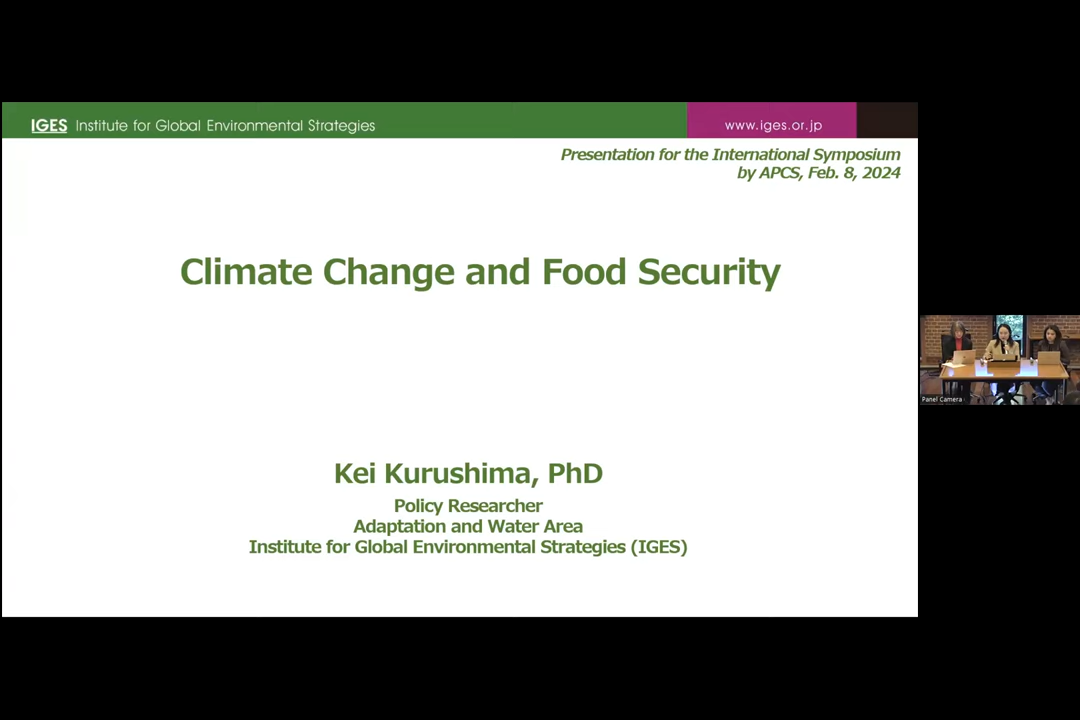 IGES Institute for Global Environmental Strategies
www.iges.or.jp
Presentation for the International Symposium
by APCS, Feb. 8, 2024
Climate Change and Food Security
Kei Kurushima, PhD
Policy Researcher
Adaptation and Water Area
Institute for Global Environmental Strategies (IGES)
Panel Camera